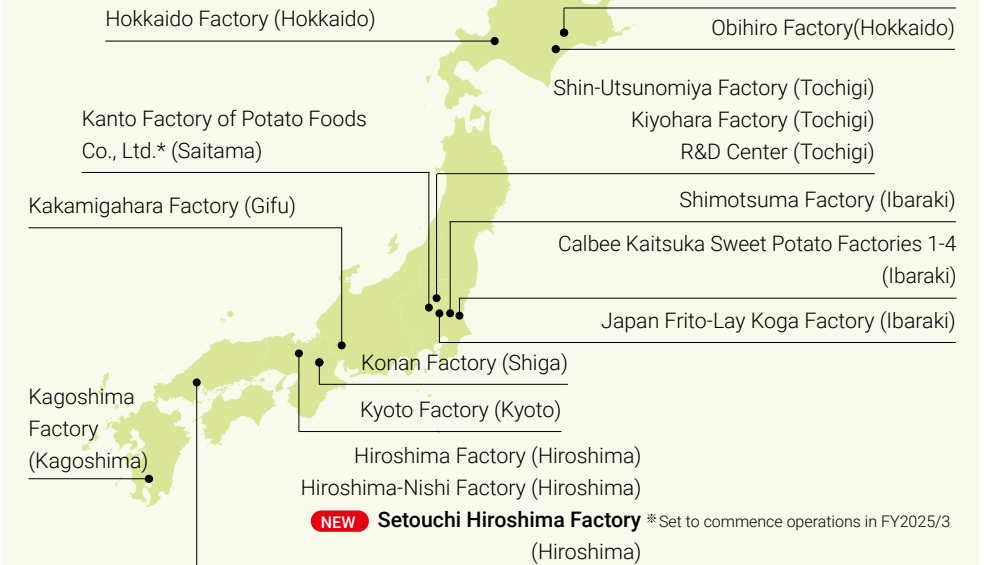 Hokkaido Factory (Hokkaido)
Obihiro Factory(Hokkaido)
Shin-Utsunomiya Factory (Tochigi)
Kiyohara Factory (Tochigi)
R&D Center (Tochigi)
Kanto Factory of Potato Foods
Co., Ltd.* (Saitama)
Shimotsuma Factory (Ibaraki)
Kakamigahara Factory (Gifu)
Calbee Kaitsuka Sweet Potato Factories 1-4
(Ibaraki)
Japan Frito-Lay Koga Factory (Ibaraki)
Konan Factory (Shiga)
Kyoto Factory (Kyoto)
Kagoshima
Factory
(Kagoshima)
Hiroshima Factory (Hiroshima)
Hiroshima-Nishi Factory (Hiroshima)
NEW Setouchi Hiroshima Factory ※Set to commence operations in FY2025/3
(Hiroshima)